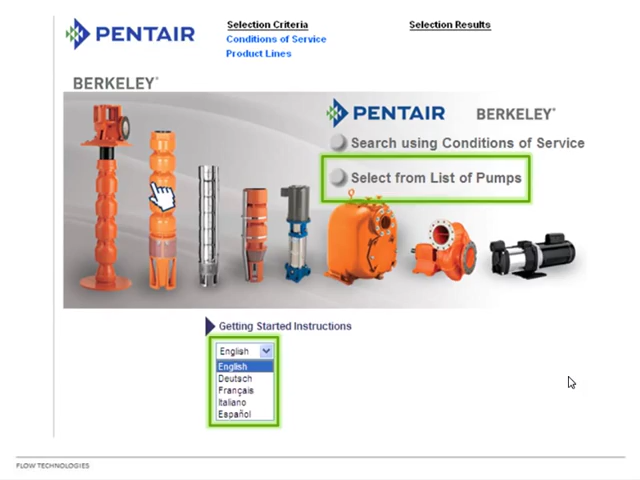 PENTAIR
Selection Criteria
Selection Results
Conditions of Service
Product Lines
BERKELEY®
PENTAIR BERKELEY®
Search using Conditions of Service
Select from List of Pumps
Getting Started Instructions
English
English
Deutsch
Français
Italiano
Español
FLOW TECHNOLOGIES